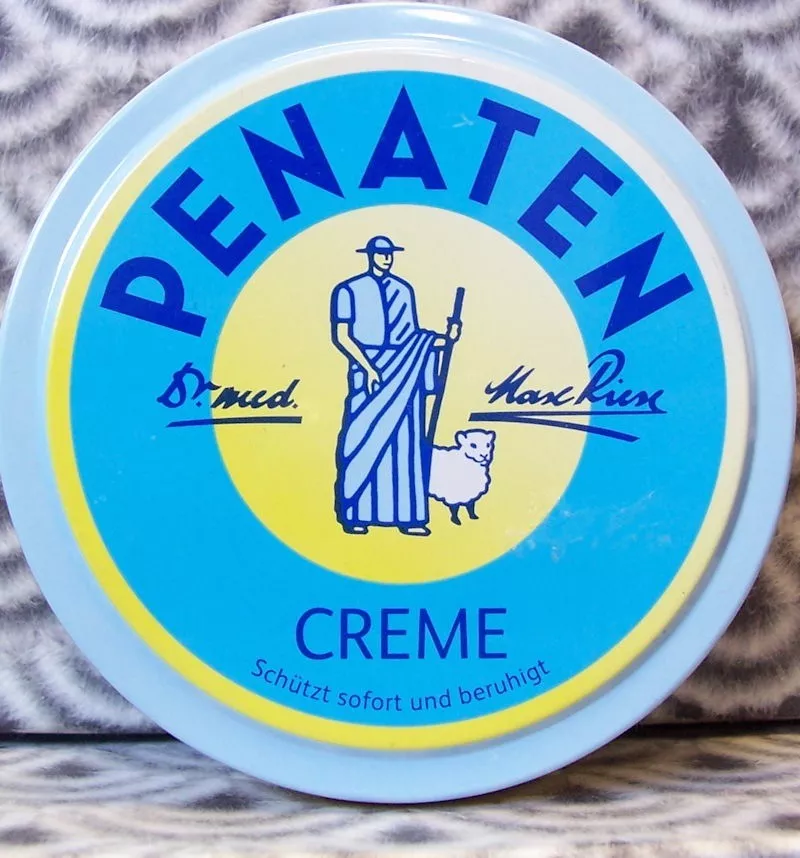 PENATEN
Dr. med. Max Riese
CREME
Schützt sofort und beruhigt